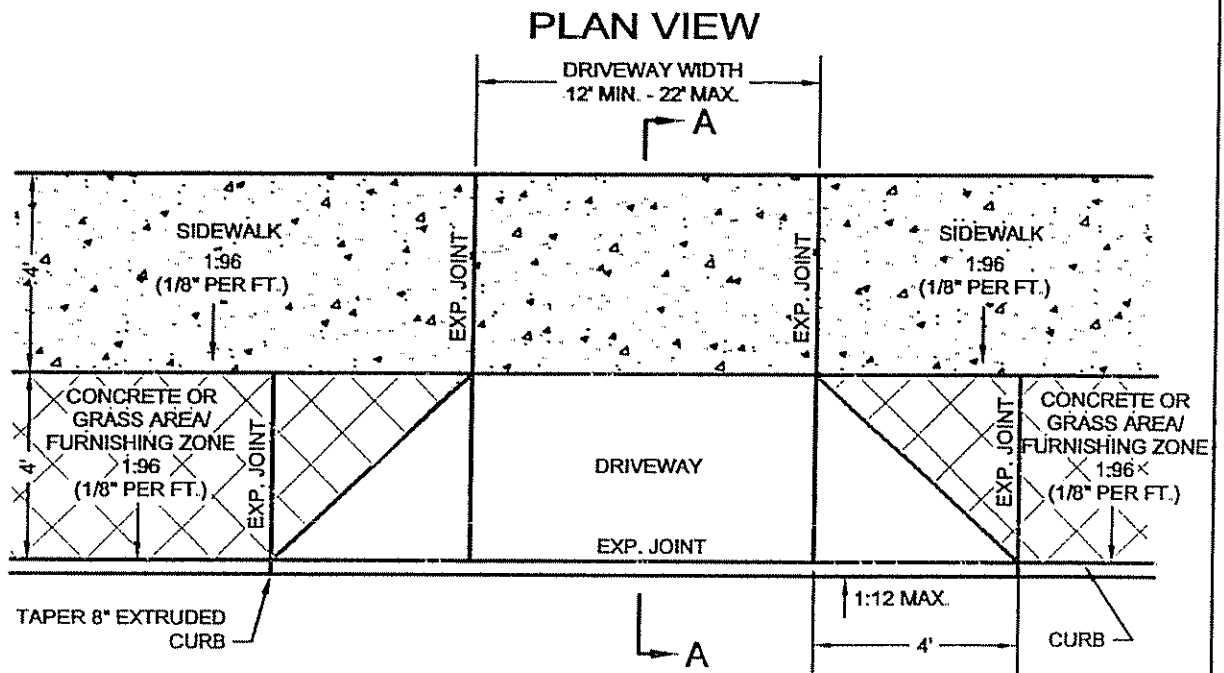 PLAN VIEW
DRIVEWAY WIDTH
12' MIN. - 22' MAX.
A
SIDEWALK
1:96
(1/8" PER FT.)
4'
EXP. JOINT
EXP. JOINT
SIDEWALK
1:96
(1/8" PER FT.)
CONCRETE OR
GRASS AREA/
FURNISHING ZONE
1:96
(1/8" PER FT.)
4'
EXP. JOINT
DRIVEWAY
EXP. JOINT
EXP. JOINT
CONCRETE OR
GRASS AREA/
FURNISHING ZONE
1:96
(1/8" PER FT.)
TAPER 8" EXTRUDED
CURB
A
1:12 MAX.
4'
CURB